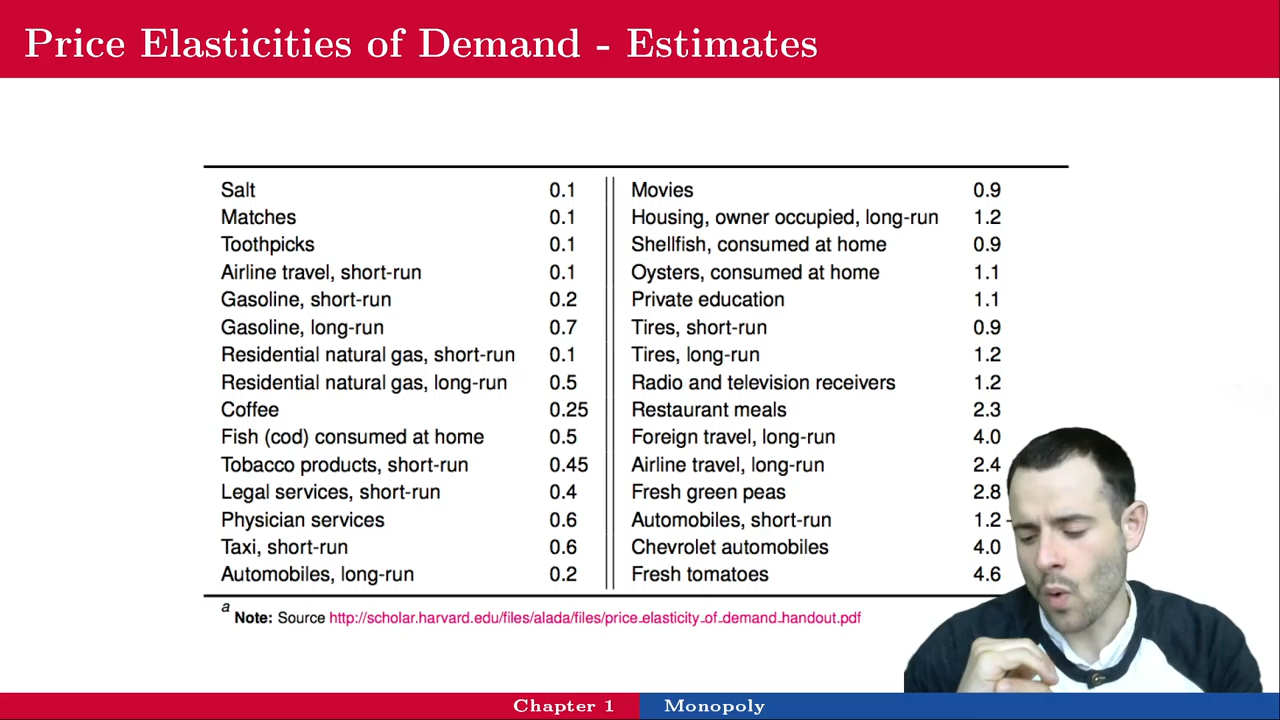 Price Elasticities of Demand - Estimates
Salt 0.1 Movies 0.9
Matches 0.1 Housing, owner occupied, long-run 1.2
Toothpicks 0.1 Shellfish, consumed at home 0.9
Airline travel, short-run 0.1 Oysters, consumed at home 1.1
Gasoline, short-run 0.2 Private education 1.1
Gasoline, long-run 0.7 Tires, short-run 0.9
Residential natural gas, short-run 0.1 Tires, long-run 1.2
Residential natural gas, long-run 0.5 Radio and television receivers 1.2
Coffee 0.25 Restaurant meals 2.3
Fish (cod) consumed at home 0.5 Foreign travel, long-run 4.0
Tobacco products, short-run 0.45 Airline travel, long-run 2.4
Legal services, short-run 0.4 Fresh green peas 2.8
Physician services 0.6 Automobiles, short-run 1.2
Taxi, short-run 0.6 Chevrolet automobiles 4.0
Automobiles, long-run 0.2 Fresh tomatoes 4.6
a Note: Source http://scholar.harvard.edu/files/alada/files/price_elasticity_of_demand_handout.pdf
Chapter 1 Monopoly